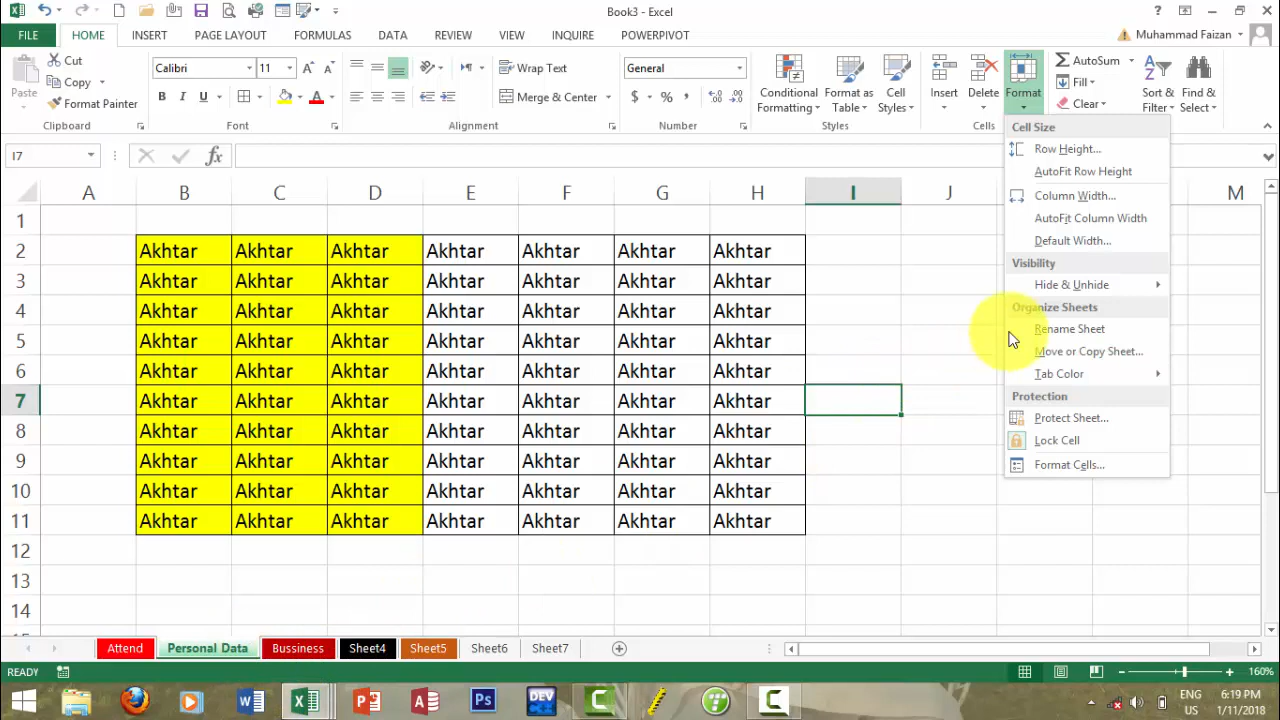 Book3 - Excel
FILE HOME INSERT PAGE LAYOUT FORMULAS DATA REVIEW VIEW INQUIRE POWERPIVOT Muhammad Faizan
Cut
Copy
Format Painter
Paste
Clipboard
Calibri 11
B I U
Font
Wrap Text
Merge & Center
Alignment
General
$ % ,
Number
Conditional Formatting
Format as Table
Cell Styles
Styles
Insert
Delete
Format
Cells
AutoSum
Fill
Clear
Sort & Filter
Find & Select
I7
fx
Cell Size
Row Height...
AutoFit Row Height
Column Width...
AutoFit Column Width
Default Width...
Visibility
Hide & Unhide
Organize Sheets
Rename Sheet
Move or Copy Sheet...
Tab Color
Protection
Protect Sheet...
Lock Cell
Format Cells...
A B C D E F G H I J M
1
2 Akhtar Akhtar Akhtar Akhtar Akhtar Akhtar Akhtar
3 Akhtar Akhtar Akhtar Akhtar Akhtar Akhtar Akhtar
4 Akhtar Akhtar Akhtar Akhtar Akhtar Akhtar Akhtar
5 Akhtar Akhtar Akhtar Akhtar Akhtar Akhtar Akhtar
6 Akhtar Akhtar Akhtar Akhtar Akhtar Akhtar Akhtar
7 Akhtar Akhtar Akhtar Akhtar Akhtar Akhtar Akhtar
8 Akhtar Akhtar Akhtar Akhtar Akhtar Akhtar Akhtar
9 Akhtar Akhtar Akhtar Akhtar Akhtar Akhtar Akhtar
10 Akhtar Akhtar Akhtar Akhtar Akhtar Akhtar Akhtar
11 Akhtar Akhtar Akhtar Akhtar Akhtar Akhtar Akhtar
12
13
14
Attend Personal Data Bussiness Sheet4 Sheet5 Sheet6 Sheet7
READY 160%
Ps DEV
ENG 6:19 PM
US 1/11/2018